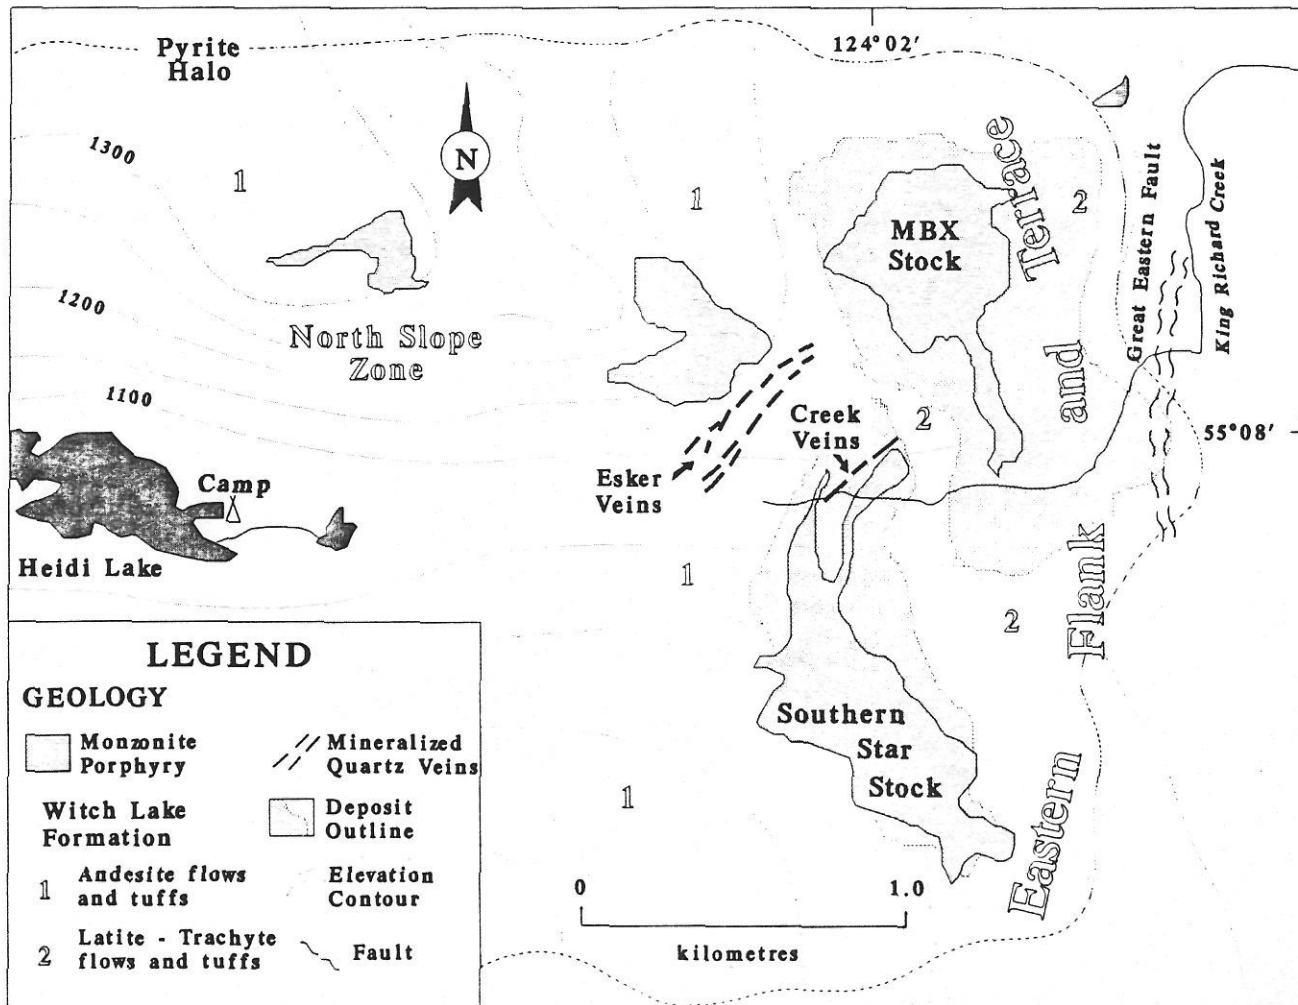 Pyrite
Halo
124°02'
1300
N
1
1
2
MBX
Stock
Terrace
and
Flank
Eastern
Great Eastern Fault
King Richard Creek
1200
North Slope
Zone
1100
Creek
Veins
2
55°08'
Esker
Veins
Camp
Heidi Lake
1
2
Southern
Star
Stock
1
0
1.0
kilometres
LEGEND
GEOLOGY
Monzonite
Porphyry
Mineralized
Quartz Veins
Witch Lake
Formation
Deposit
Outline
1
Andesite flows
and tuffs
Elevation
Contour
2
Latite - Trachyte
flows and tuffs
Fault